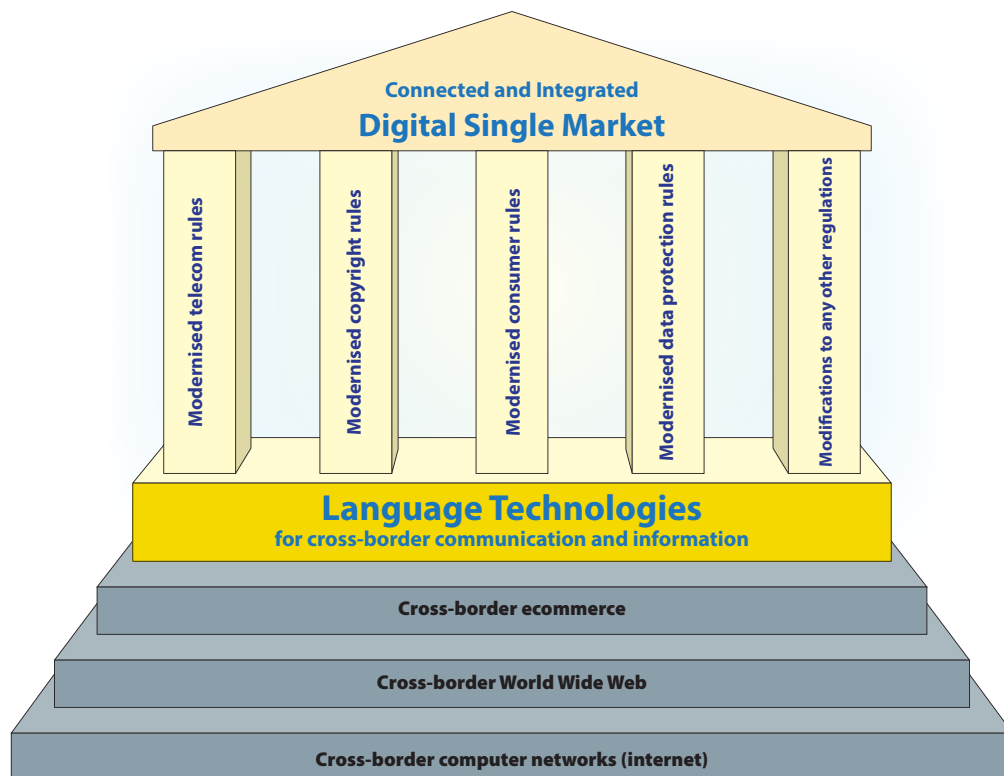 Connected and Integrated
Digital Single Market
Modernised telecom rules
Modernised copyright rules
Modernised consumer rules
Modernised data protection rules
Modifications to any other regulations
Language Technologies
for cross-border communication and information
Cross-border ecommerce
Cross-border World Wide Web
Cross-border computer networks (internet)